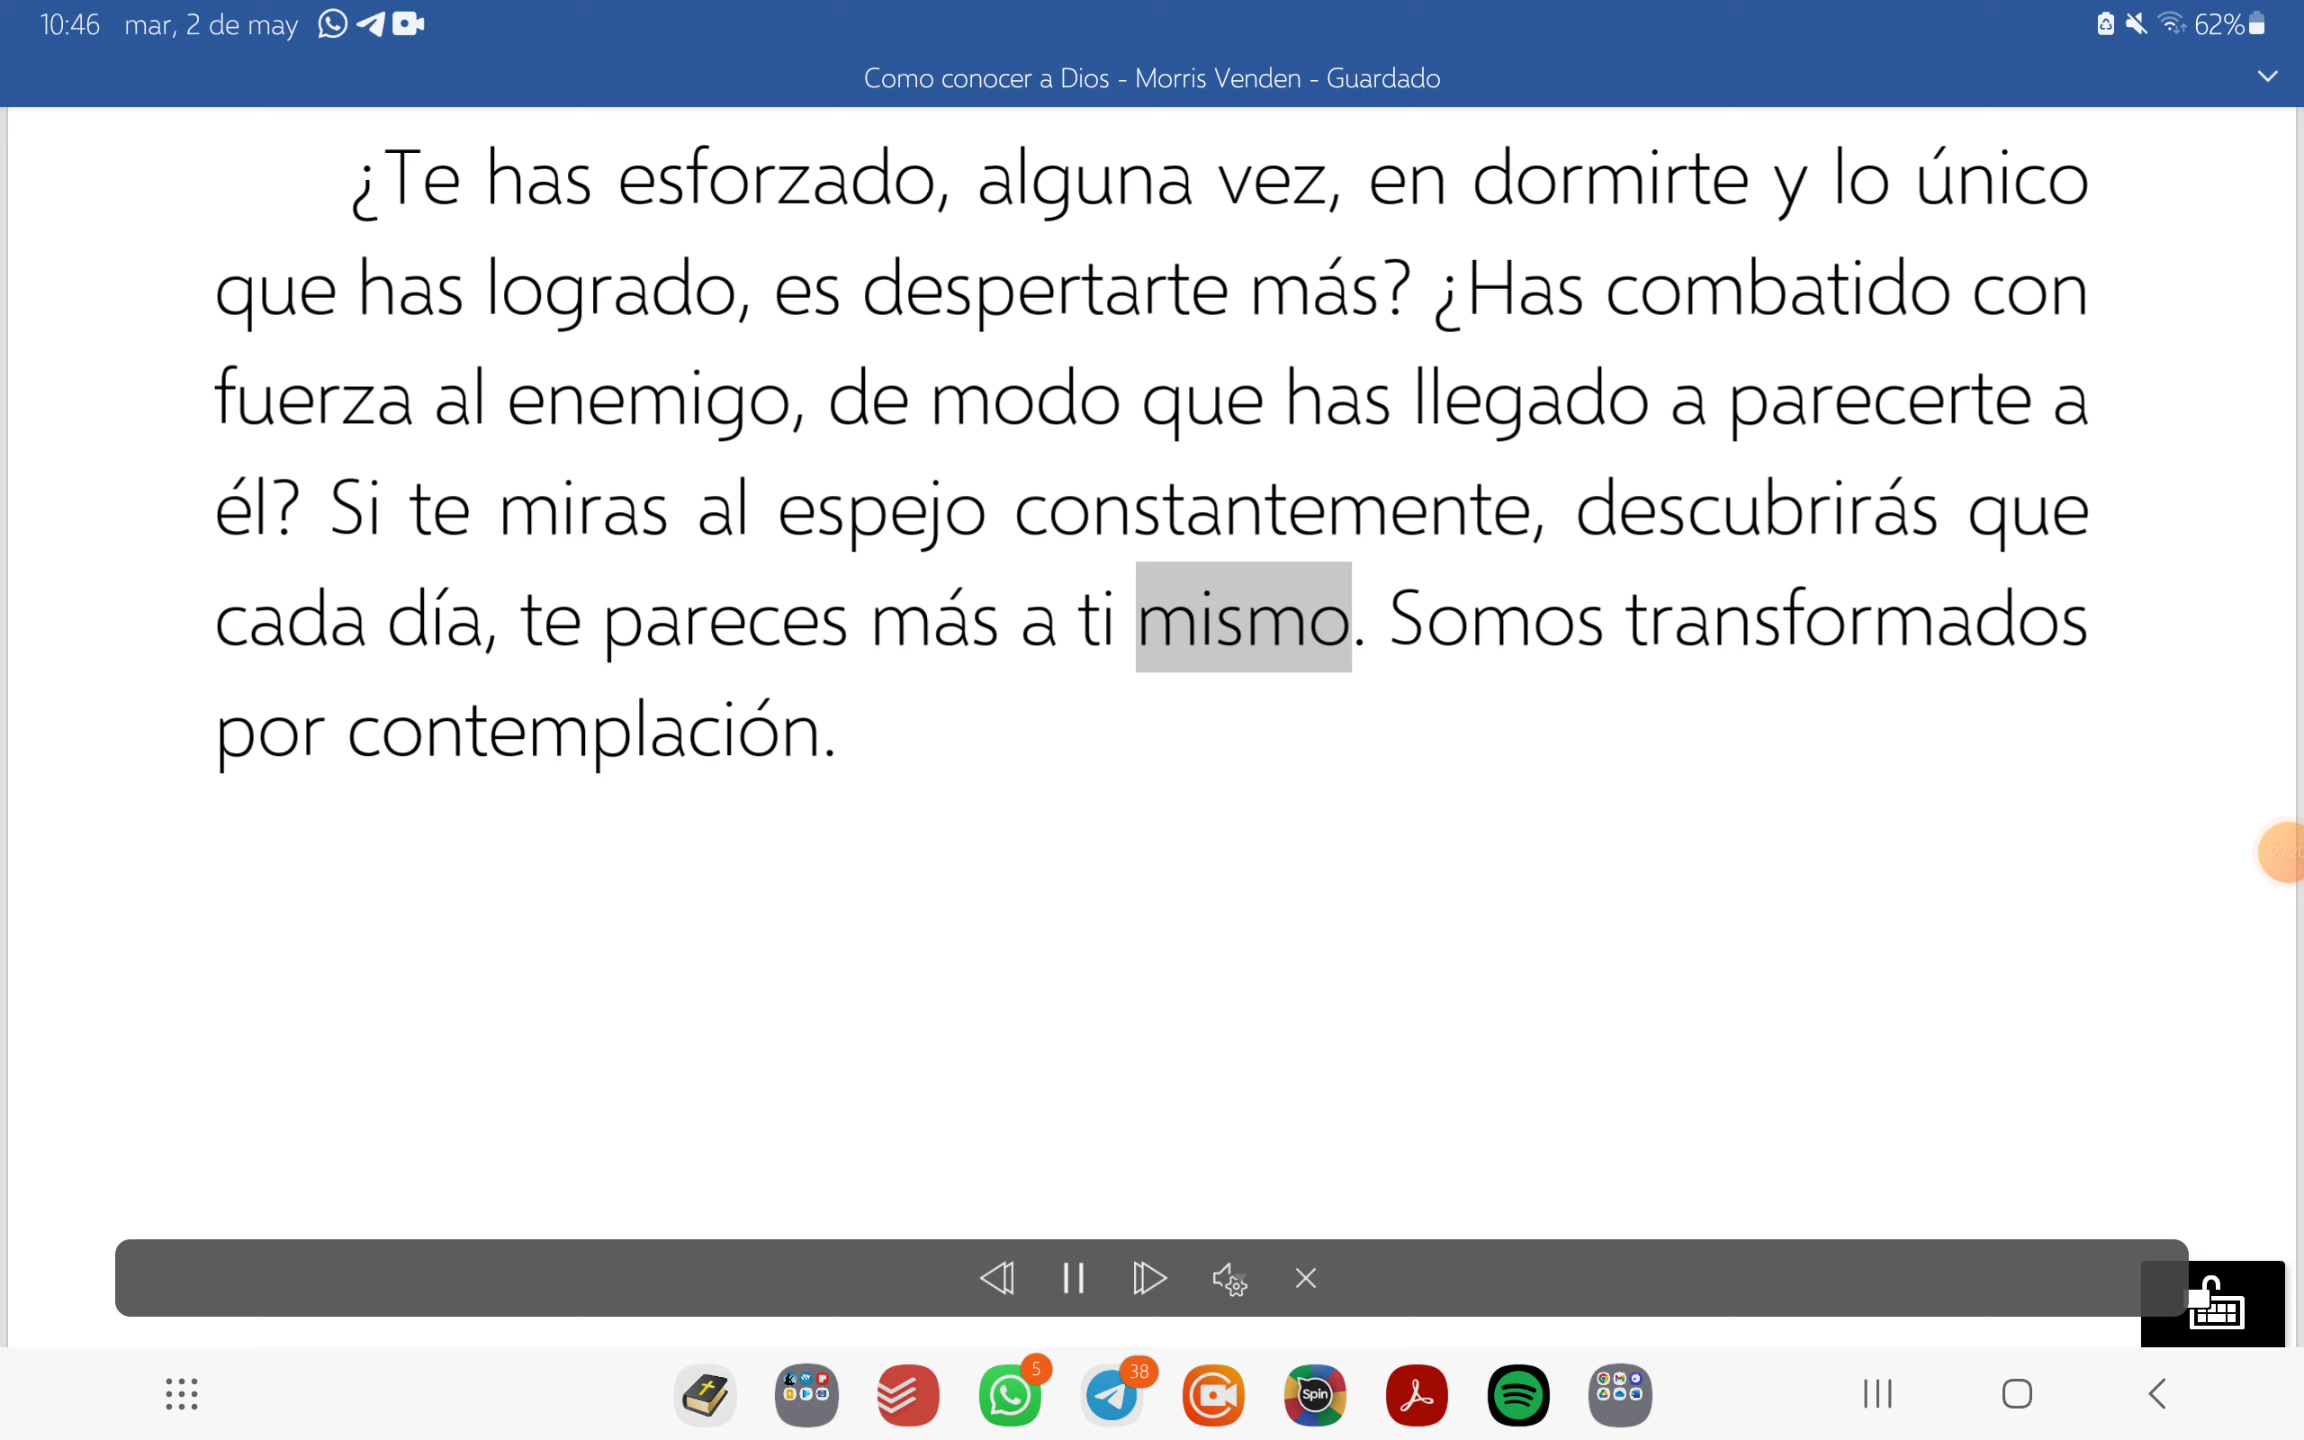 10:46 mar, 2 de may 62%
Como conocer a Dios - Morris Venden - Guardado
¿Te has esforzado, alguna vez, en dormirte y lo único
que has logrado, es despertarte más? ¿Has combatido con
fuerza al enemigo, de modo que has llegado a parecerte a
él? Si te miras al espejo constantemente, descubrirás que
cada día, te pareces más a ti mismo. Somos transformados
por contemplación.
5
38
Spin